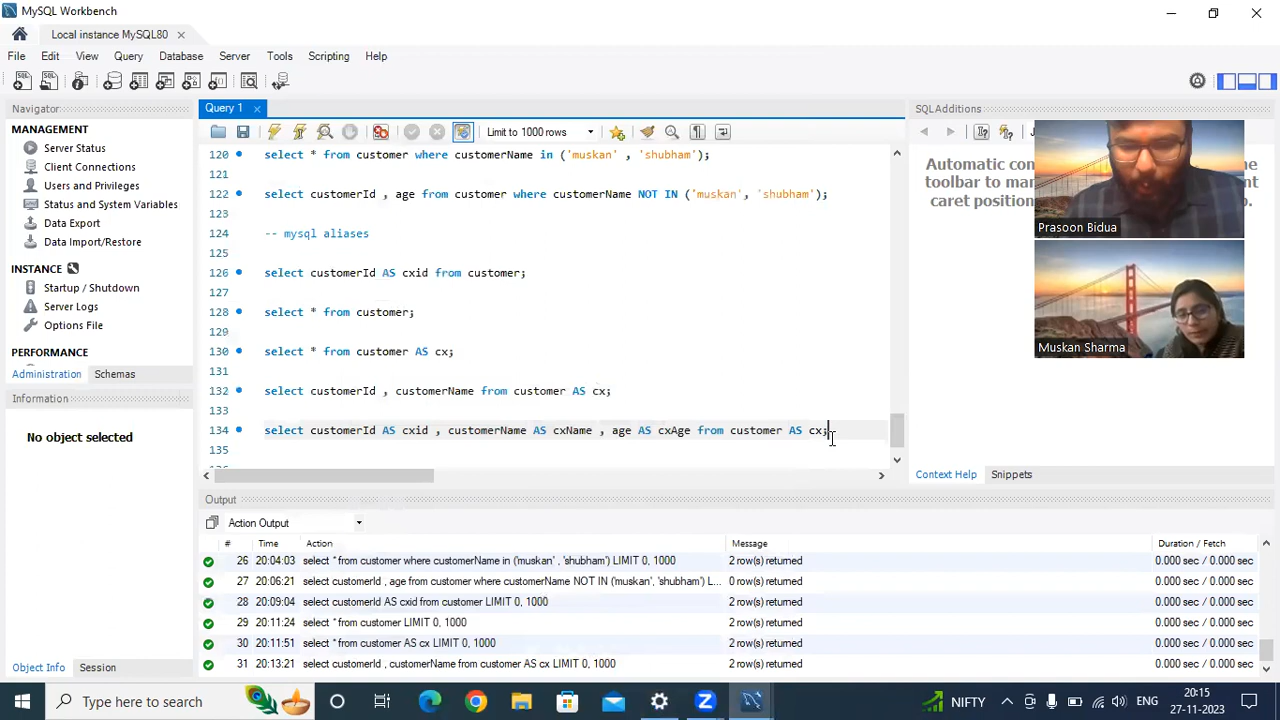 MySQL Workbench
Local instance MySQL80
File Edit View Query Database Server Tools Scripting Help
Navigator
MANAGEMENT
Server Status
Client Connections
Users and Privileges
Status and System Variables
Data Export
Data Import/Restore
INSTANCE
Startup / Shutdown
Server Logs
Options File
PERFORMANCE
Administration Schemas
Information
No object selected
Object Info Session
Query 1
Limit to 1000 rows
120 select * from customer where customerName in ('muskan' , 'shubham');
121
122 select customerId , age from customer where customerName NOT IN ('muskan', 'shubham');
123
124 -- mysql aliases
125
126 select customerId AS cxid from customer;
127
128 select * from customer;
129
130 select * from customer AS cx;
131
132 select customerId , customerName from customer AS cx;
133
134 select customerId AS cxid , customerName AS cxName , age AS cxAge from customer AS cx;
135
SQLAdditions
Automatic con
toolbar to mar
caret position
Prasoon Bidua
Muskan Sharma
Context Help Snippets
Output
Action Output
# Time Action Message Duration / Fetch
26 20:04:03 select * from customer where customerName in ('muskan' , 'shubham') LIMIT 0, 1000 2 row(s) returned 0.000 sec / 0.000 sec
27 20:06:21 select customerId , age from customer where customerName NOT IN ('muskan', 'shubham') L... 0 row(s) returned 0.000 sec / 0.000 sec
28 20:09:04 select customerId AS cxid from customer LIMIT 0, 1000 2 row(s) returned 0.000 sec / 0.000 sec
29 20:11:24 select * from customer LIMIT 0, 1000 2 row(s) returned 0.000 sec / 0.000 sec
30 20:11:51 select * from customer AS cx LIMIT 0, 1000 2 row(s) returned 0.000 sec / 0.000 sec
31 20:13:21 select customerId , customerName from customer AS cx LIMIT 0, 1000 2 row(s) returned 0.000 sec / 0.000 sec
Type here to search
NIFTY
ENG
20:15
27-11-2023